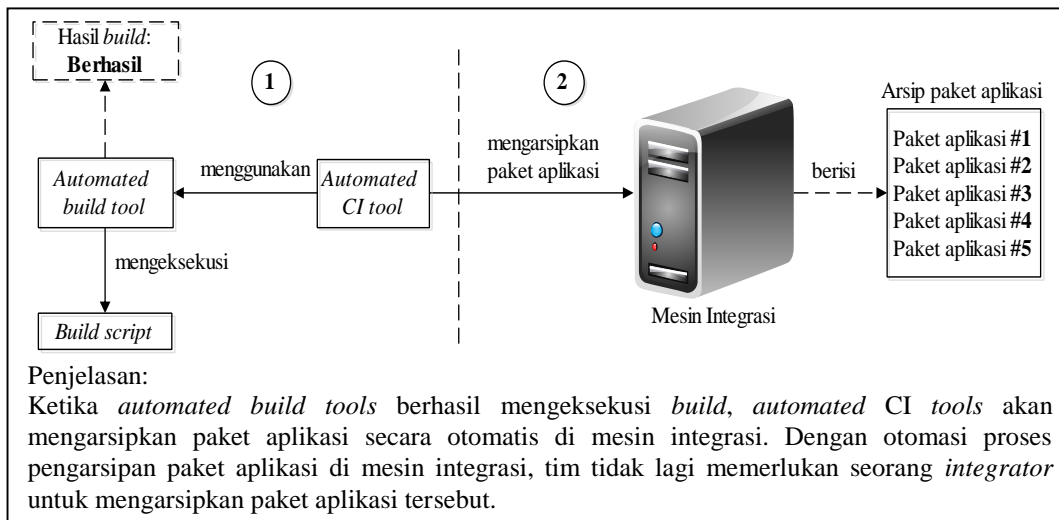 Hasil build:
Berhasil
1
2
Arsip paket aplikasi
Paket aplikasi #1
Paket aplikasi #2
Paket aplikasi #3
Paket aplikasi #4
Paket aplikasi #5
mengarsipkan
paket aplikasi
menggunakan
berisi
Automated
build tool
Automated
CI tool
mengeksekusi
Build script
Mesin Integrasi
Penjelasan:
Ketika automated build tools berhasil mengeksekusi build, automated CI tools akan
mengarsipkan paket aplikasi secara otomatis di mesin integrasi. Dengan otomasi proses
pengarsipan paket aplikasi di mesin integrasi, tim tidak lagi memerlukan seorang integrator
untuk mengarsipkan paket aplikasi tersebut.